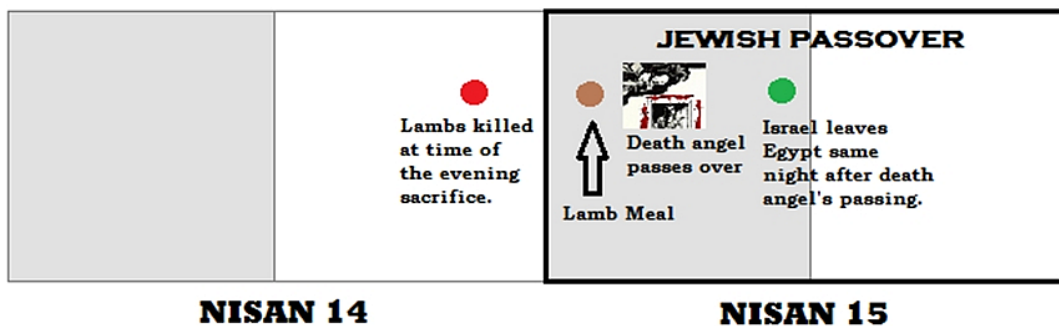 JEWISH PASSOVER
Lambs killed
at time of
the evening
sacrifice.
Death angel
passes over
Lamb Meal
Israel leaves
Egypt same
night after death
angel's passing.
NISAN 14
NISAN 15